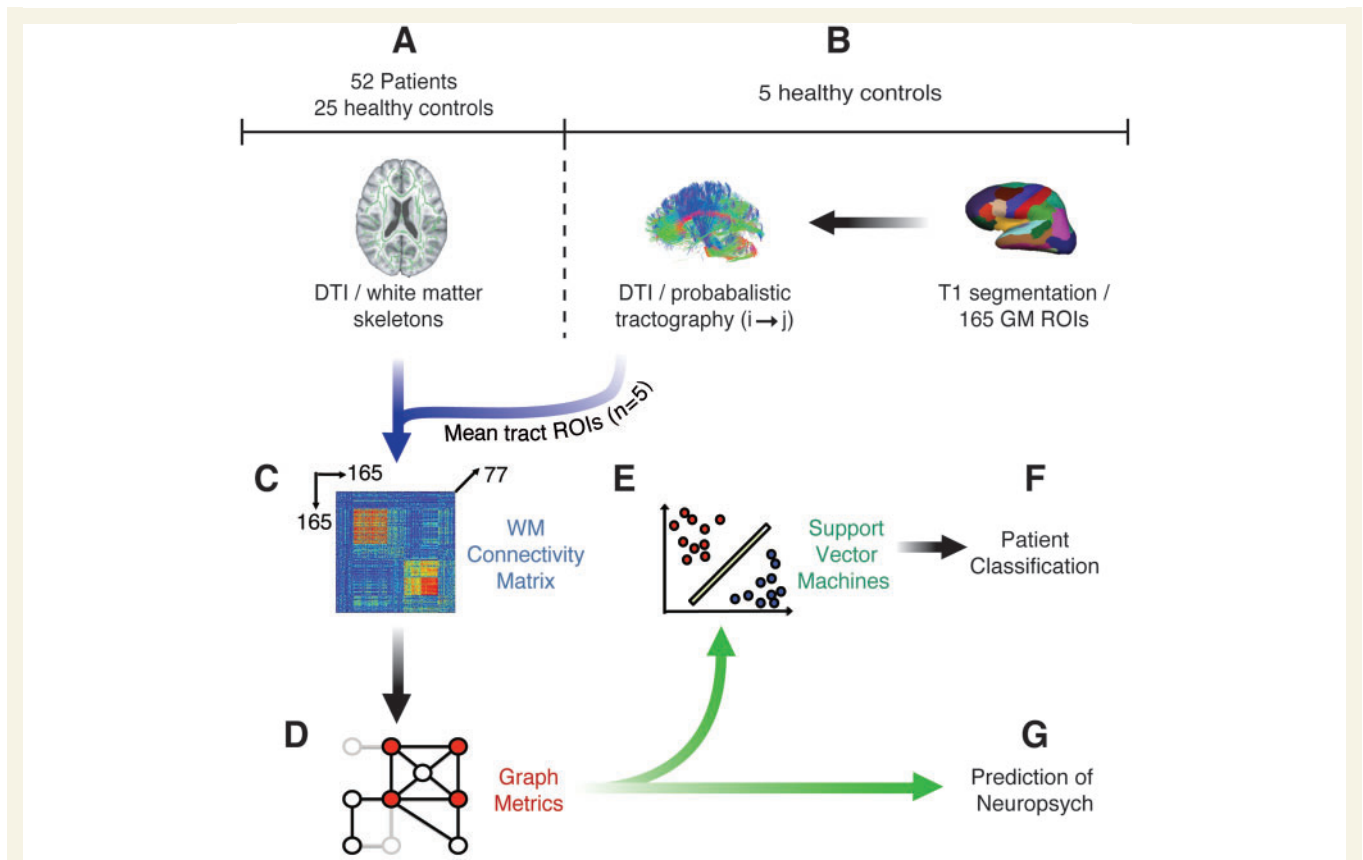 A
52 Patients
25 healthy controls
B
5 healthy controls
DTI / white matter
skeletons
DTI / probabalistic
tractography (i → j)
T1 segmentation /
165 GM ROIs
Mean tract ROIs (n=5)
C
165
165
77
WM
Connectivity
Matrix
E
Support
Vector
Machines
F
Patient
Classification
D
Graph
Metrics
G
Prediction of
Neuropsych